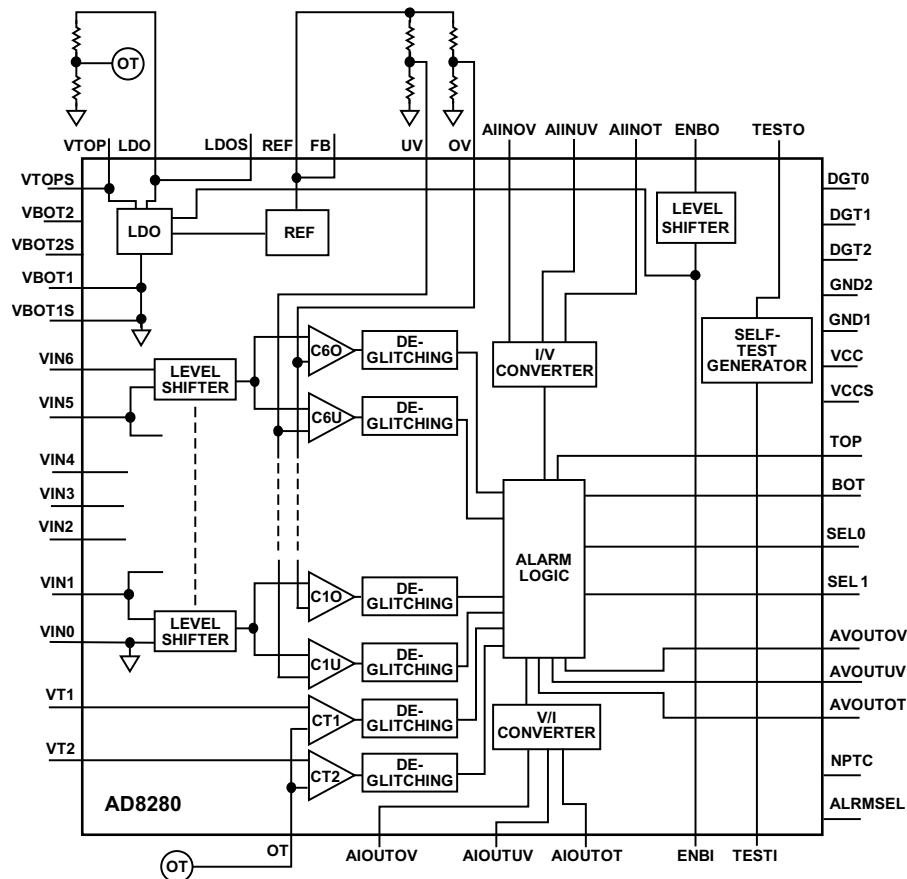 OT
VTOP LDO LDOS REF FB UV OV
AIINOV AIINUV AIINOT ENBO TESTO
VTOPS
VBOT2
VBOT2S
VBOT1
VBOT1S
VIN6
VIN5
VIN4
VIN3
VIN2
VIN1
VIN0
VT1
VT2
LDO
REF
LEVEL
SHIFTER
I/V
CONVERTER
SELF-
TEST
GENERATOR
LEVEL
SHIFTER
C6O
DE-
GLITCHING
C6U
DE-
GLITCHING
ALARM
LOGIC
C1O
DE-
GLITCHING
LEVEL
SHIFTER
C1U
DE-
GLITCHING
CT1
DE-
GLITCHING
CT2
DE-
GLITCHING
V/I
CONVERTER
DGT0
DGT1
DGT2
GND2
GND1
VCC
VCCS
TOP
BOT
SEL0
SEL1
AVOUTOV
AVOUTUV
AVOUTOT
NPTC
ALRMSEL
AD8280
OT
OT
AIOUTOV AIOUTUV AIOUTOT ENBI TESTI